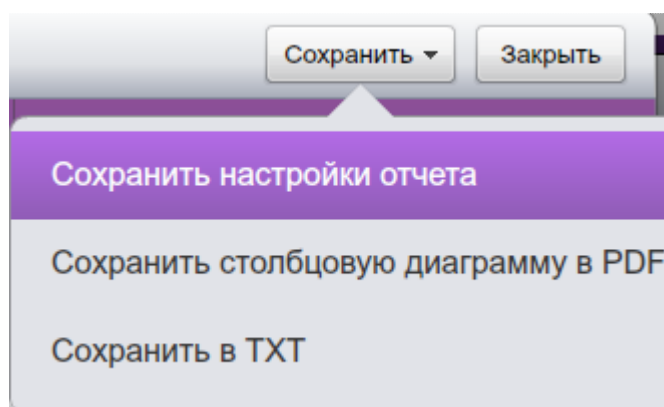 Сохранить
Закрыть
Сохранить настройки отчета
Сохранить столбцовую диаграмму в PDF
Сохранить в TXT